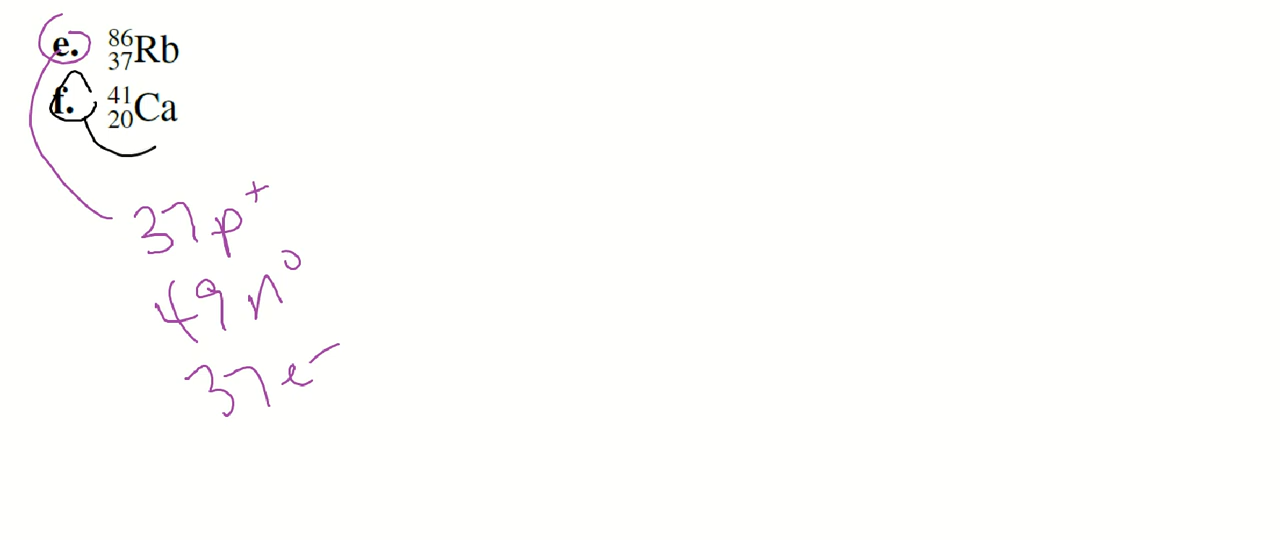 e. ⁸⁶₃₇Rb
f. ⁴¹₂₀Ca
37p⁺
49n⁰
37e⁻